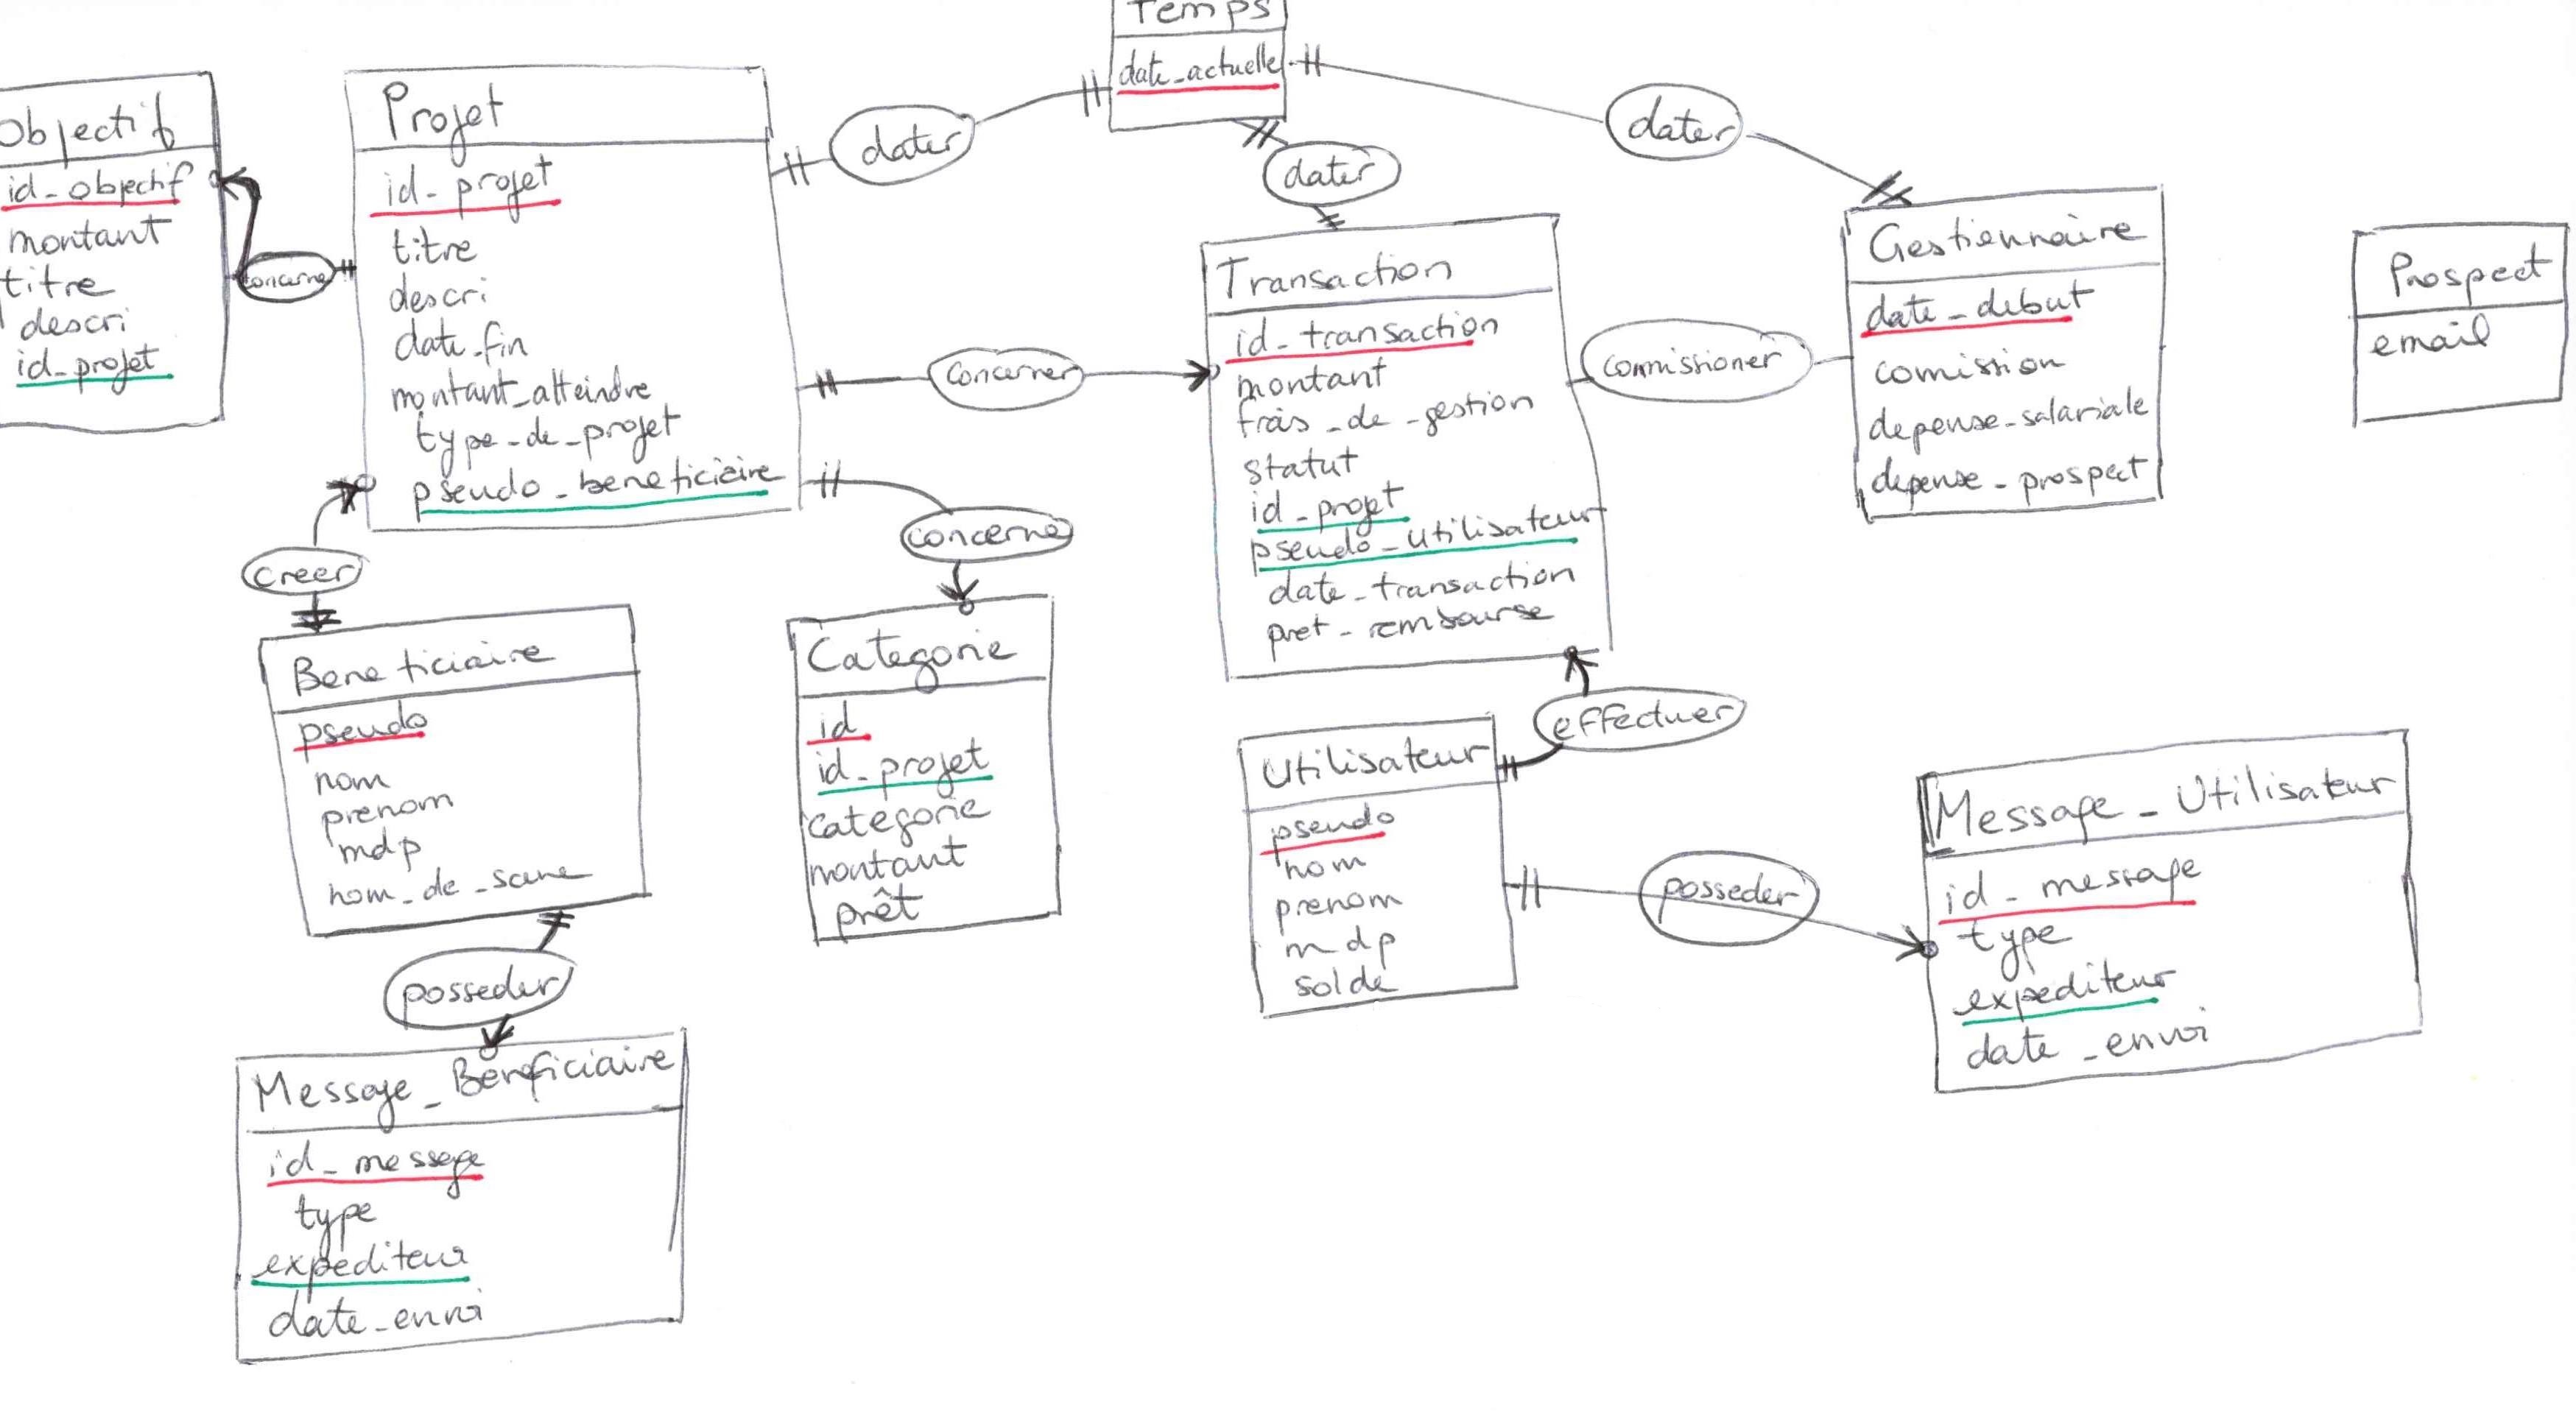 Temps
date_actuelle
Objectif
id_objectif
montant
titre
descri
id_projet
concerne
Projet
id_projet
titre
descri
date_fin
montant_atteindre
type_de_projet
pseudo_beneficiaire
dater
dater
dater
Concerner
concerne
creer
Transaction
id_transaction
montant
frais_de_gestion
statut
id_projet
pseudo_utilisateur
date_transaction
pret_rembourse
commissioner
Gestionnaire
date_debut
comission
depense_salariale
depense_prospect
Prospect
email
Beneficiaire
pseudo
nom
prenom
mdp
nom_de_scene
posseder
Message_Beneficiaire
id_message
type
expediteur
date_envoi
Categorie
id
id_projet
categorie
montant
prêt
effectuer
Utilisateur
pseudo
nom
prenom
mdp
solde
posseder
Message_Utilisateur
id_message
type
expediteur
date_envoi